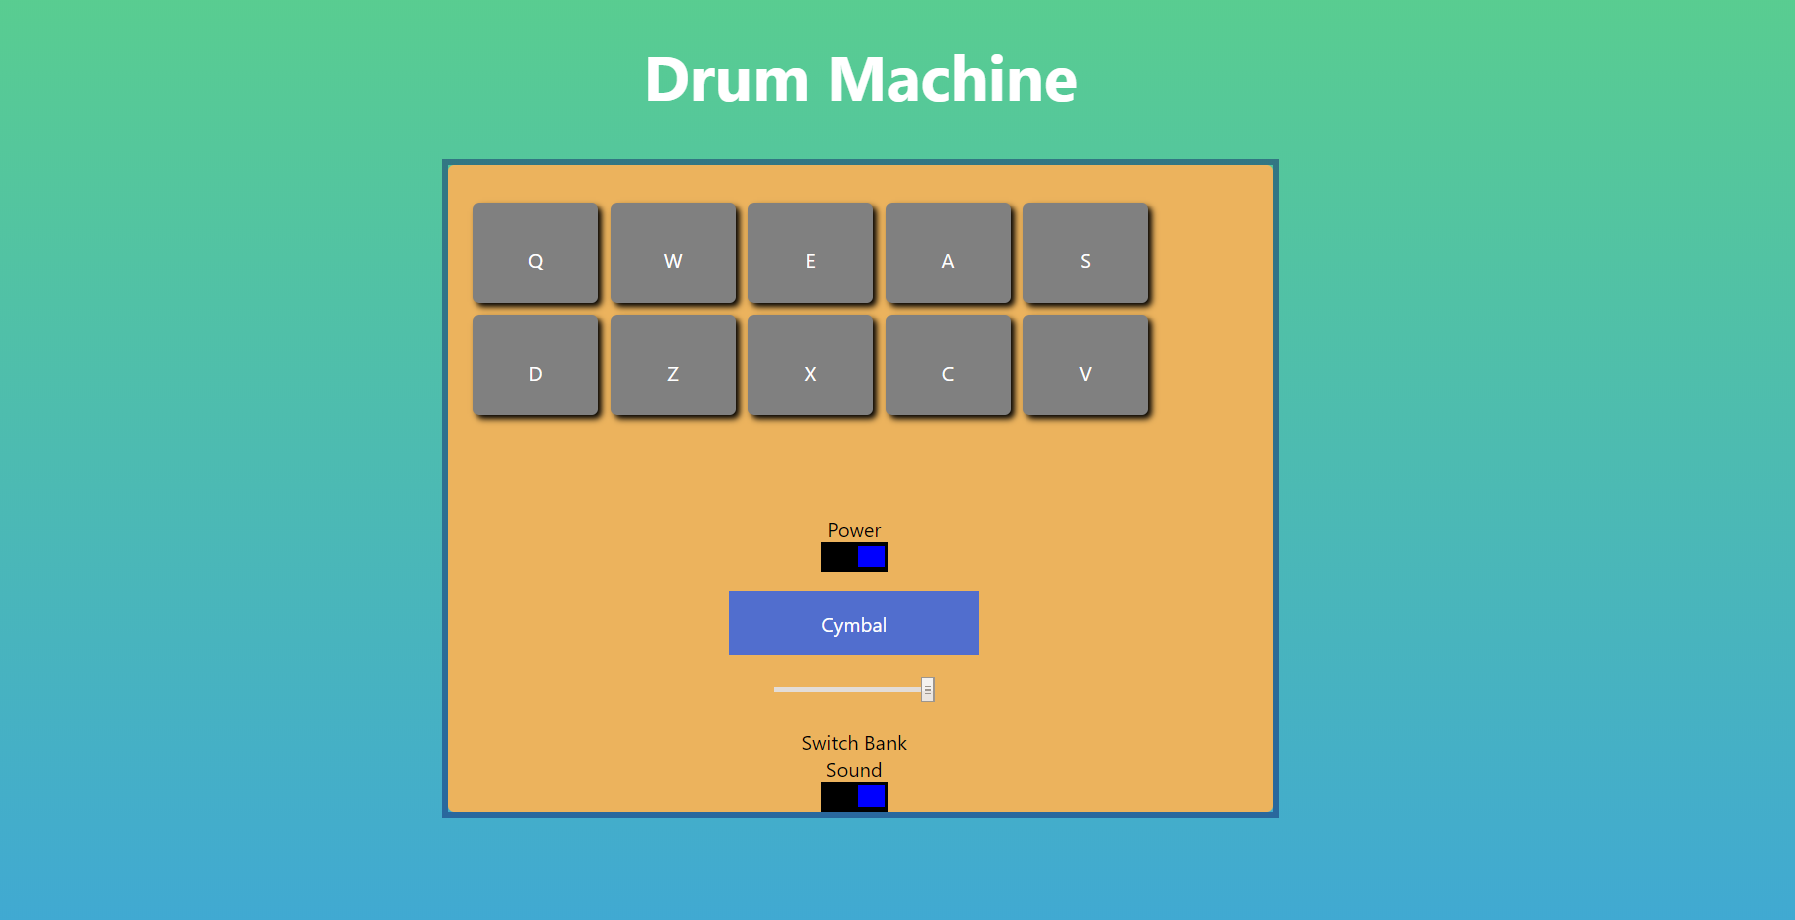 Drum Machine
Q W E A S
D Z X C V
Power
Cymbal
Switch Bank
Sound